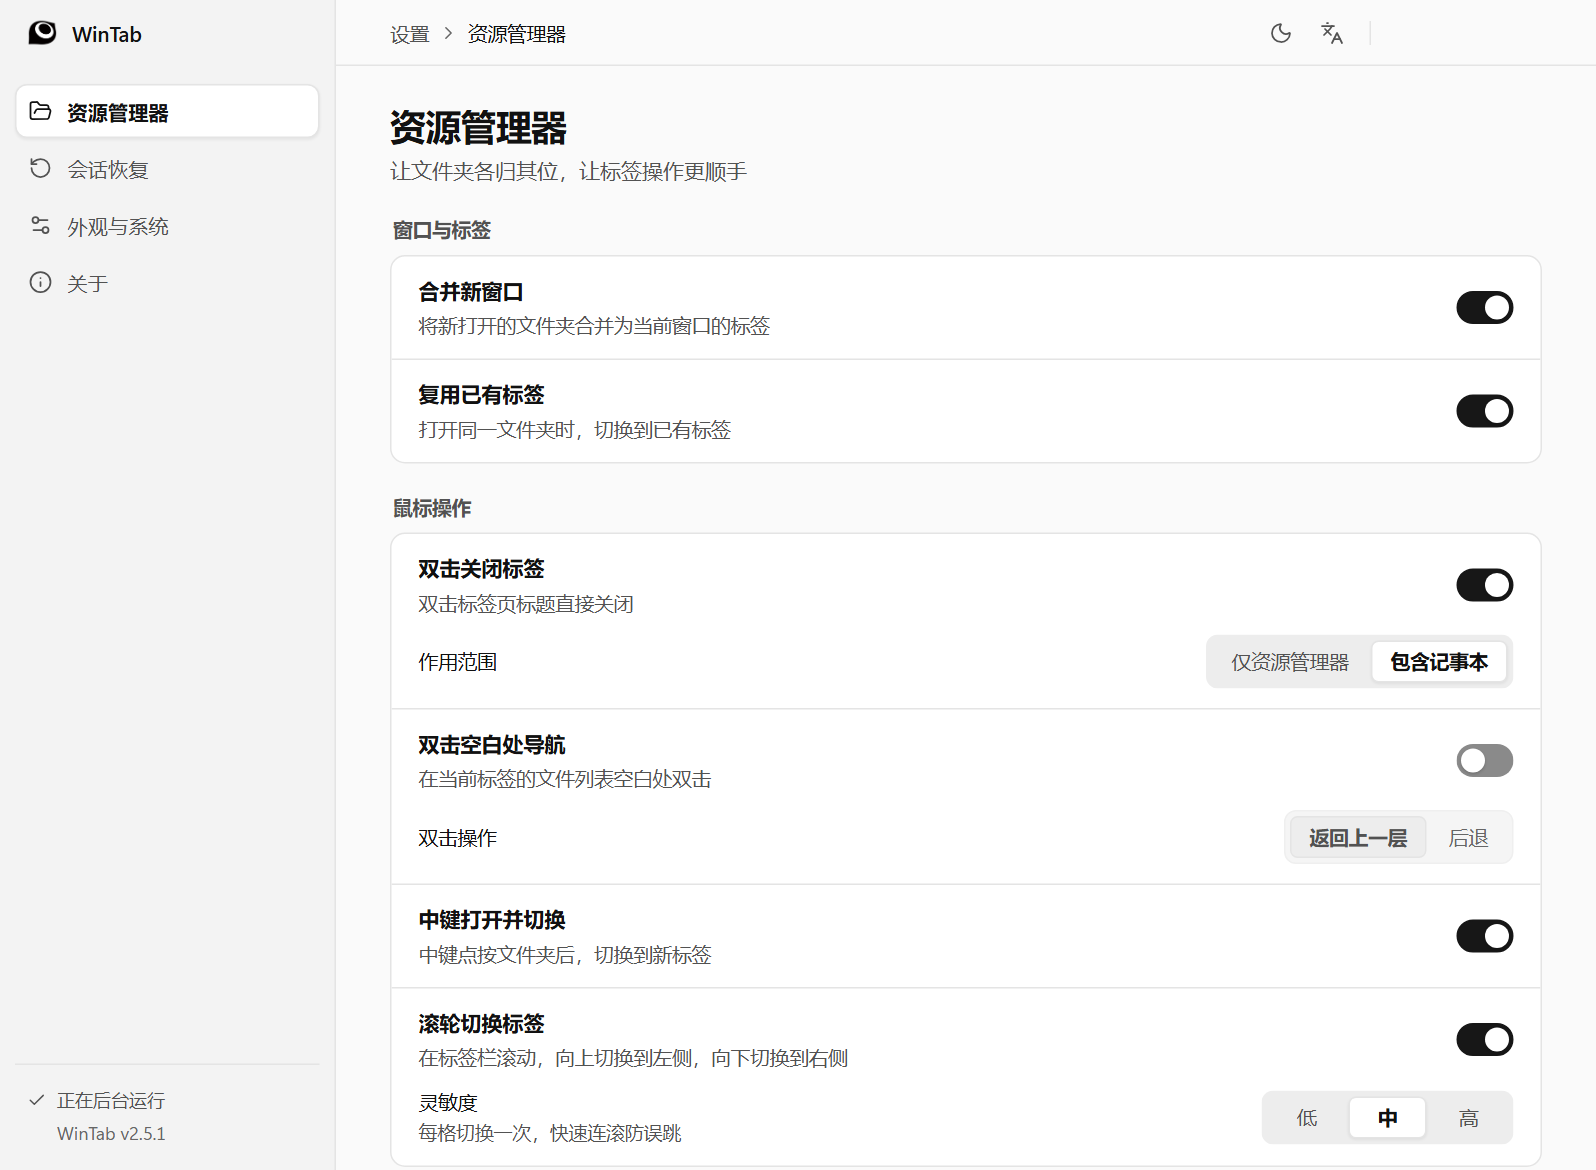 WinTab
设置 > 资源管理器
资源管理器
会话恢复
外观与系统
关于
资源管理器
让文件夹各归其位，让标签操作更顺手
窗口与标签
合并新窗口
将新打开的文件夹合并为当前窗口的标签
复用已有标签
打开同一文件夹时，切换到已有标签
鼠标操作
双击关闭标签
双击标签页标题直接关闭
作用范围
仅资源管理器 包含记事本
双击空白处导航
在当前标签的文件列表空白处双击
双击操作
返回上一层 后退
中键打开并切换
中键点按文件夹后，切换到新标签
滚轮切换标签
在标签栏滚动，向上切换到左侧，向下切换到右侧
灵敏度
每格切换一次，快速连滚防误跳
低 中 高
正在后台运行
WinTab v2.5.1